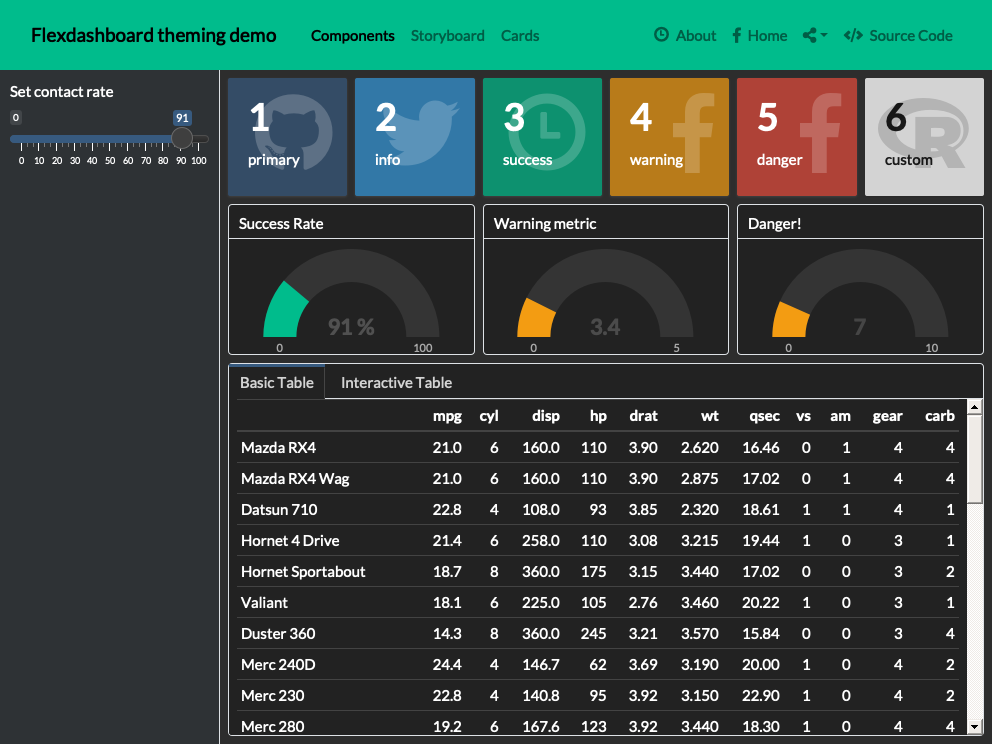 Flexdashboard theming demo Components Storyboard Cards About Home Source Code
Set contact rate
0 91
0 10 20 30 40 50 60 70 80 90 100
1 2 3 4 5 6
primary info success warning danger custom
Success Rate Warning metric Danger!
91 % 3.4 7
0 100 0 5 0 10
Basic Table Interactive Table
mpg cyl disp hp drat wt qsec vs am gear carb
Mazda RX4 21.0 6 160.0 110 3.90 2.620 16.46 0 1 4 4
Mazda RX4 Wag 21.0 6 160.0 110 3.90 2.875 17.02 0 1 4 4
Datsun 710 22.8 4 108.0 93 3.85 2.320 18.61 1 1 4 1
Hornet 4 Drive 21.4 6 258.0 110 3.08 3.215 19.44 1 0 3 1
Hornet Sportabout 18.7 8 360.0 175 3.15 3.440 17.02 0 0 3 2
Valiant 18.1 6 225.0 105 2.76 3.460 20.22 1 0 3 1
Duster 360 14.3 8 360.0 245 3.21 3.570 15.84 0 0 3 4
Merc 240D 24.4 4 146.7 62 3.69 3.190 20.00 1 0 4 2
Merc 230 22.8 4 140.8 95 3.92 3.150 22.90 1 0 4 2
Merc 280 19.2 6 167.6 123 3.92 3.440 18.30 1 0 4 4